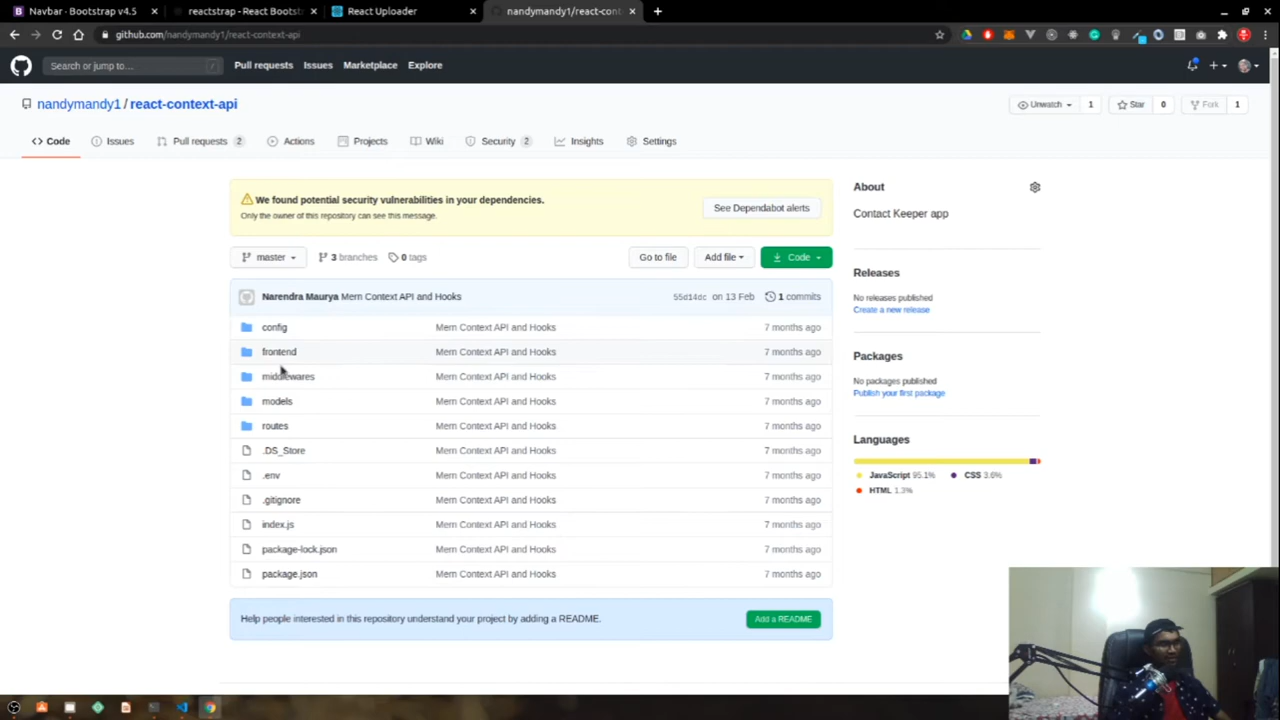 Navbar · Bootstrap v4.5
reactstrap - React Bootst
React Uploader
nandymandy1/react-cont
github.com/nandymandy1/react-context-api
Search or jump to...
/
Pull requests
Issues
Marketplace
Explore
nandymandy1 / react-context-api
Unwatch 1
Star 0
Fork 1
Code
Issues
Pull requests 2
Actions
Projects
Wiki
Security 2
Insights
Settings
We found potential security vulnerabilities in your dependencies.
Only the owner of this repository can see this message.
See Dependabot alerts
master
3 branches
0 tags
Go to file
Add file
Code
Narendra Maurya Mern Context API and Hooks
55d14dc on 13 Feb
1 commits
config Mern Context API and Hooks 7 months ago
frontend Mern Context API and Hooks 7 months ago
middlewares Mern Context API and Hooks 7 months ago
models Mern Context API and Hooks 7 months ago
routes Mern Context API and Hooks 7 months ago
.DS_Store Mern Context API and Hooks 7 months ago
.env Mern Context API and Hooks 7 months ago
.gitignore Mern Context API and Hooks 7 months ago
index.js Mern Context API and Hooks 7 months ago
package-lock.json Mern Context API and Hooks 7 months ago
package.json Mern Context API and Hooks 7 months ago
Help people interested in this repository understand your project by adding a README.
Add a README
About
Contact Keeper app
Releases
No releases published
Create a new release
Packages
No packages published
Publish your first package
Languages
JavaScript 95.1%
CSS 3.6%
HTML 1.3%